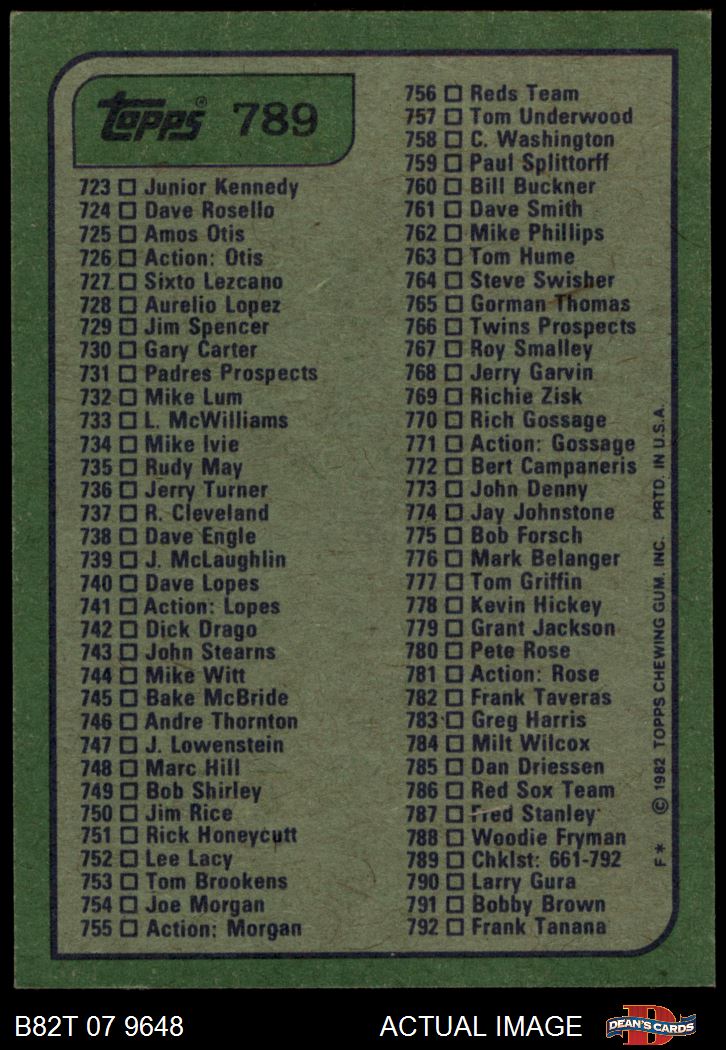 Topps® 789
723 Junior Kennedy
724 Dave Rosello
725 Amos Otis
726 Action: Otis
727 Sixto Lezcano
728 Aurelio Lopez
729 Jim Spencer
730 Gary Carter
731 Padres Prospects
732 Mike Lum
733 L. McWilliams
734 Mike Ivie
735 Rudy May
736 Jerry Turner
737 R. Cleveland
738 Dave Engle
739 J. McLaughlin
740 Dave Lopes
741 Action: Lopes
742 Dick Drago
743 John Stearns
744 Mike Witt
745 Bake McBride
746 Andre Thornton
747 J. Lowenstein
748 Marc Hill
749 Bob Shirley
750 Jim Rice
751 Rick Honeycutt
752 Lee Lacy
753 Tom Brookens
754 Joe Morgan
755 Action: Morgan
756 Reds Team
757 Tom Underwood
758 C. Washington
759 Paul Splittorff
760 Bill Buckner
761 Dave Smith
762 Mike Phillips
763 Tom Hume
764 Steve Swisher
765 Gorman Thomas
766 Twins Prospects
767 Roy Smalley
768 Jerry Garvin
769 Richie Zisk
770 Rich Gossage
771 Action: Gossage
772 Bert Campaneris
773 John Denny
774 Jay Johnstone
775 Bob Forsch
776 Mark Belanger
777 Tom Griffin
778 Kevin Hickey
779 Grant Jackson
780 Pete Rose
781 Action: Rose
782 Frank Taveras
783 Greg Harris
784 Milt Wilcox
785 Dan Driessen
786 Red Sox Team
787 Fred Stanley
788 Woodie Fryman
789 Chklst: 661-792
790 Larry Gura
791 Bobby Brown
792 Frank Tanana
F* © 1982 TOPPS CHEWING GUM, INC. PRTD. IN U.S.A.
B82T 07 9648 ACTUAL IMAGE D DEAN'S CARDS